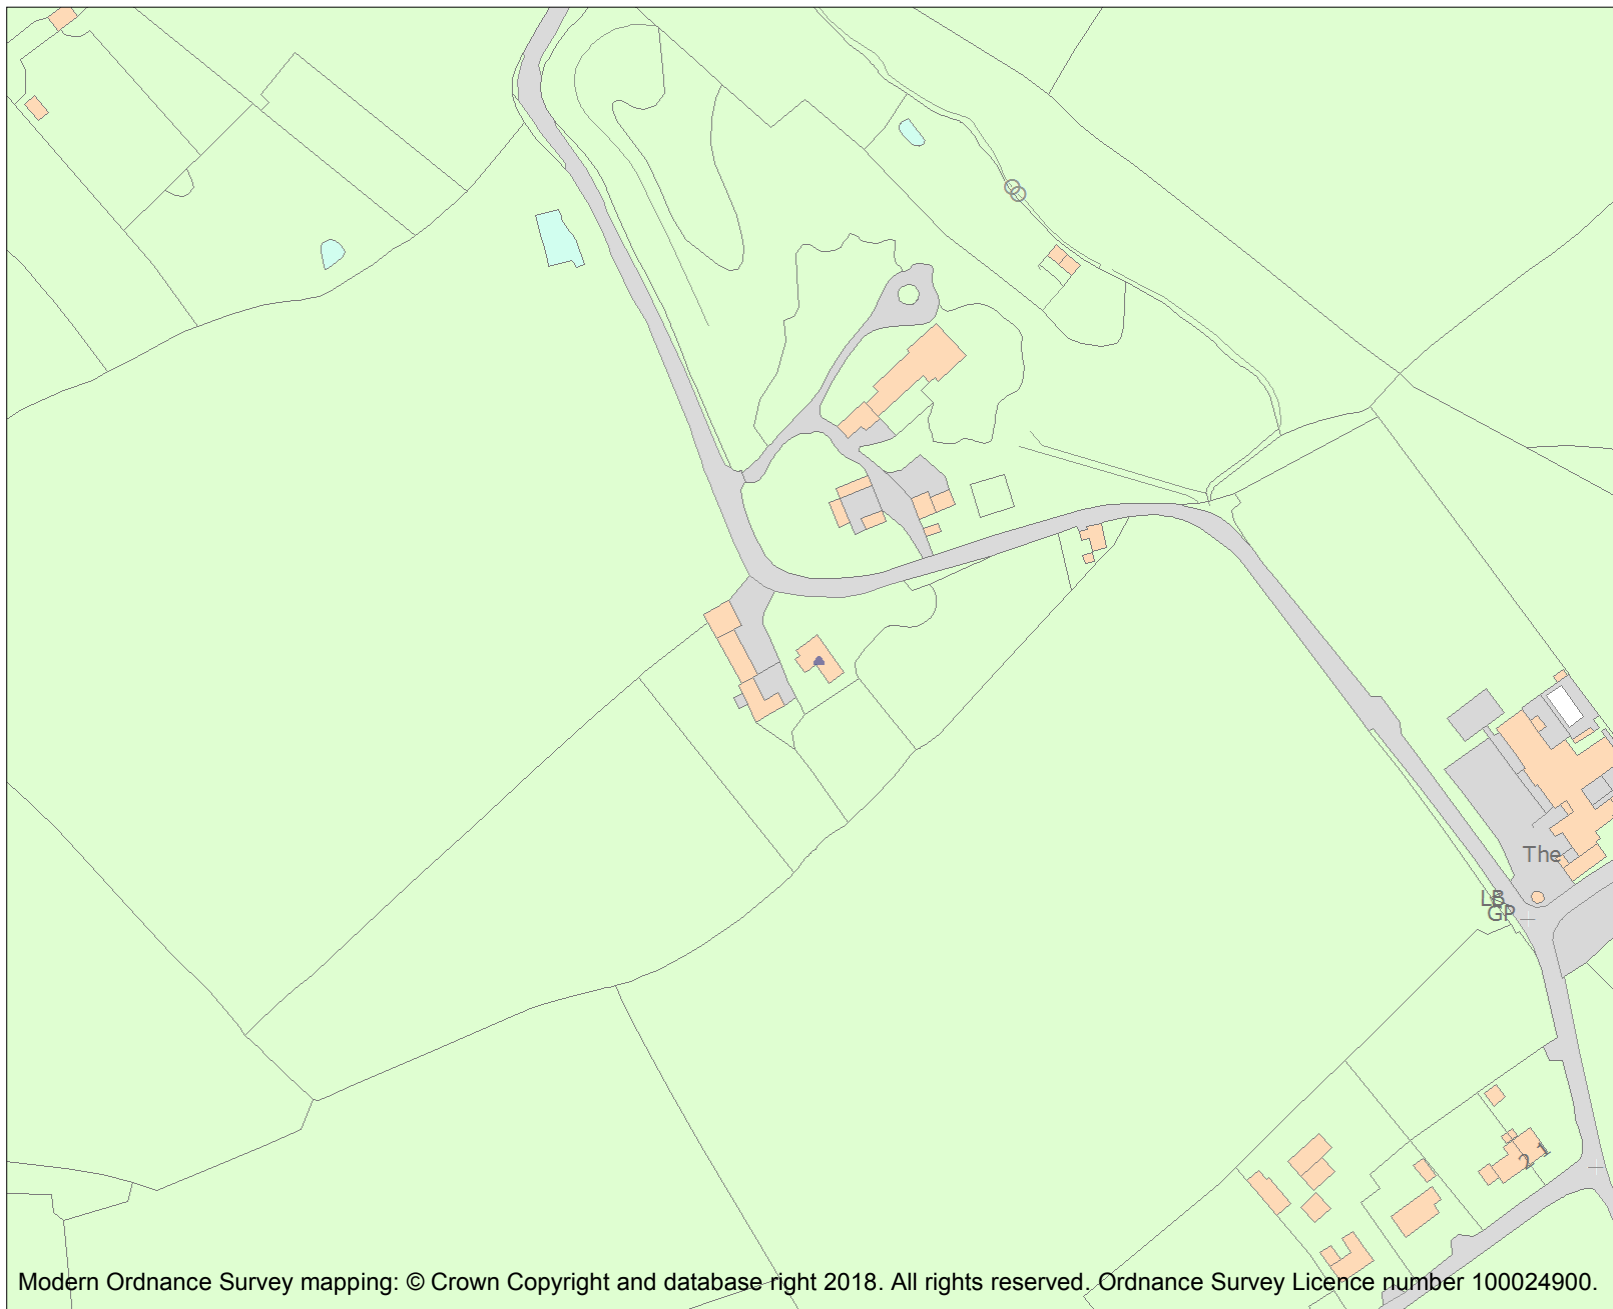 The
LB
GP
2 1
Modern Ordnance Survey mapping: © Crown Copyright and database right 2018. All rights reserved. Ordnance Survey Licence number 100024900.